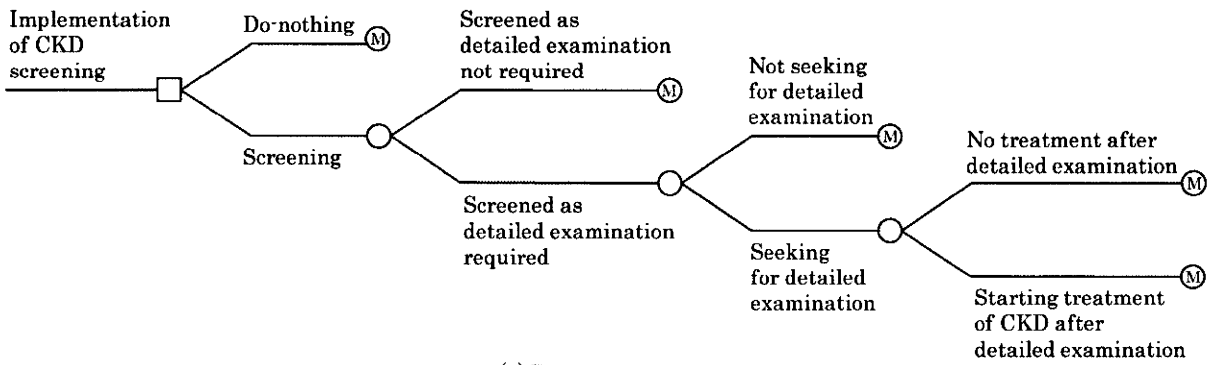 Implementation
of CKD
screening
Do-nothing
M
Screening
Screened as
detailed examination
not required
M
Screened as
detailed examination
required
Not seeking
for detailed
examination
M
Seeking
for detailed
examination
No treatment after
detailed examination
M
Starting treatment
of CKD after
detailed examination
M